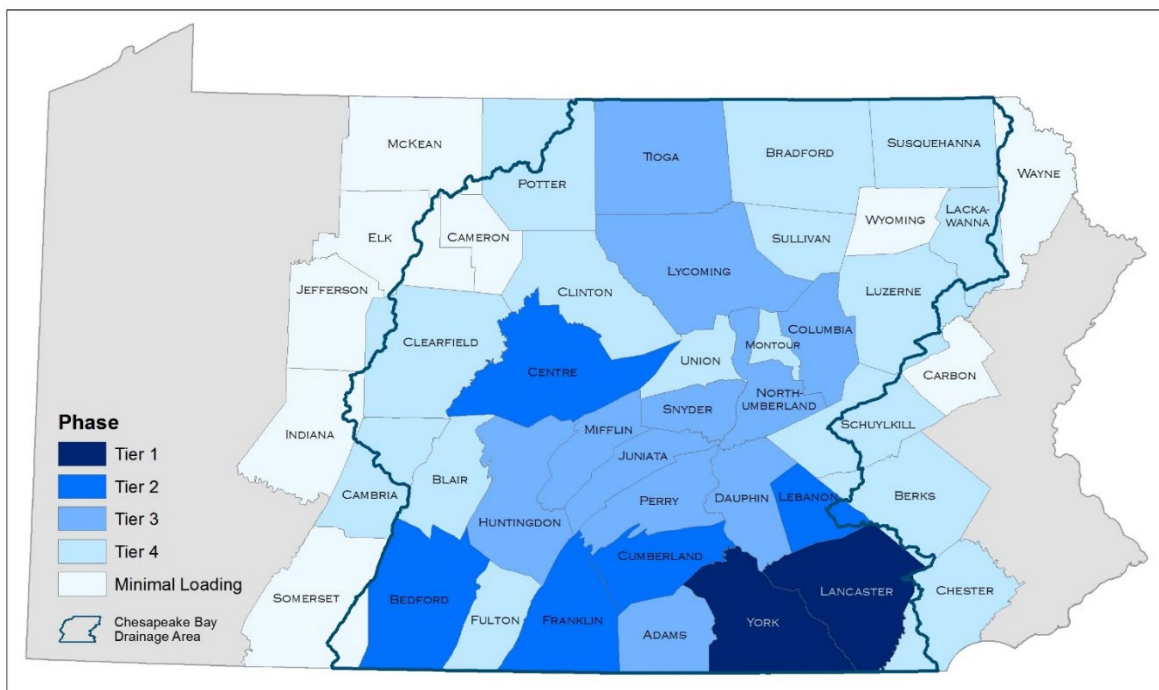 McKEAN
POTTER
TIOGA
BRADFORD
SUSQUEHANNA
WAYNE
ELK
CAMERON
WYOMING
LACKA-
WANNA
SULLIVAN
LYCOMING
JEFFERSON
CLINTON
LUZERNE
CLEARFIELD
COLUMBIA
MONTOUR
UNION
CENTRE
CARBON
NORTH-
UMBERLAND
SNYDER
SCHUYLKILL
MIFFLIN
INDIANA
JUNIATA
BLAIR
CAMBRIA
PERRY
DAUPHIN
LEBANON
BERKS
HUNTINGDON
CUMBERLAND
SOMERSET
BEDFORD
FULTON
FRANKLIN
ADAMS
YORK
LANCASTER
CHESTER
Phase
Tier 1
Tier 2
Tier 3
Tier 4
Minimal Loading
Chesapeake Bay
Drainage Area